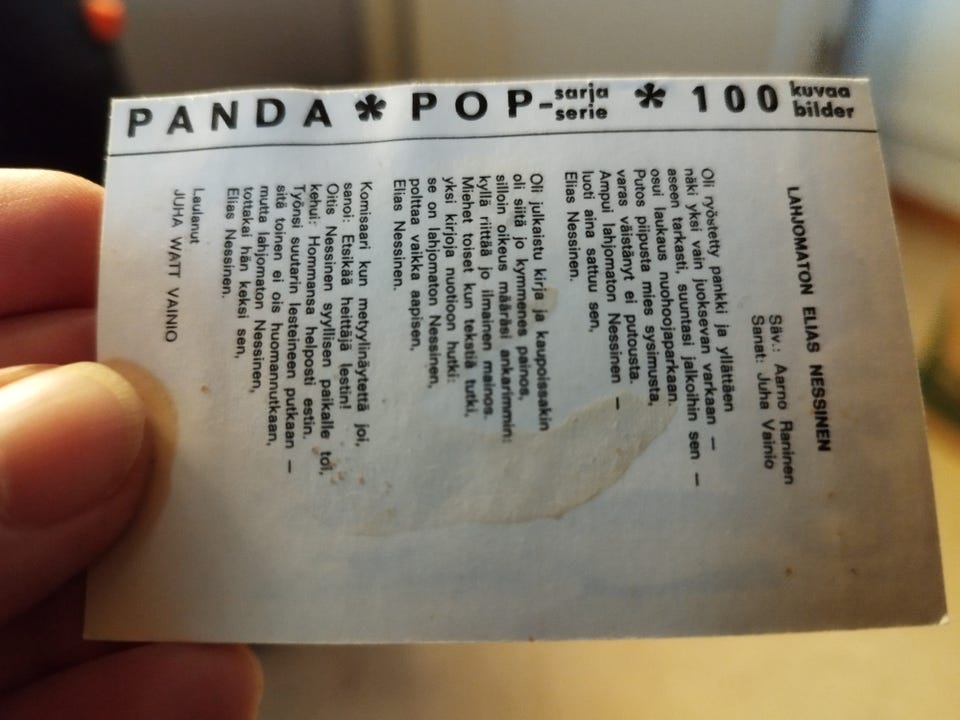 PANDA * POP-sarja serie * 100 kuvaa bilder
LAHJOMATON ELIAS NESSINEN
Säv.: Aarno Raninen
Sanat: Juha Vainio
Oli ryöstetty pankki ja yllättäen
näki yksi vain juoksevan varkaan —
aseen tarkasti, suuntasi jalkoihin sen —
osui laukaus nuohoojaparkaan.
Putos piipusta mies sysimusta,
varas väistänyt ei putousta.
Ampui lahjomaton Nessinen —
luoti aina sattuu sen,
Elias Nessinen.
Oli julkaistu kirja ja kaupoissakin
oli siitä jo kymmenes painos,
silloin oikeus määräsi ankarimmin:
kyllä riittää jo ilmainen mainos.
Miehet toiset kun tekstiä tutki,
yksi kirjoja nuotioon hutki:
se on lahjomaton Nessinen,
polttaa vaikka aapisen,
Elias Nessinen.
Komisaari kun metyylinäytettä joi,
sanoi: Etsikää heittäjä lestin!
Oitis Nessinen syyllisen paikalle toi,
kehui: Hommansa helposti estin.
Työnsi suutarin lesteineen putkaan —
sitä toinen ei ois huomannutkaan,
mutta lahjomaton Nessinen,
tottakai hän keksi sen,
Elias Nessinen.
Laulanut
JUHA WATT VAINIO